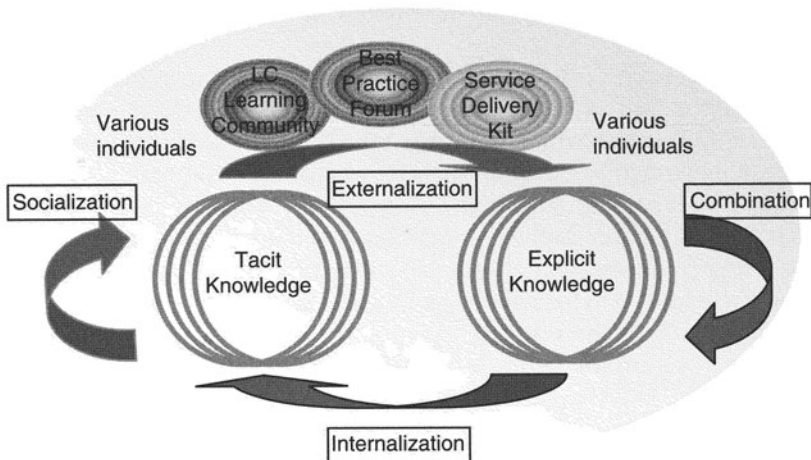 LC
Learning
Community
Best
Practice
Forum
Service
Delivery
Kit
Various
individuals
Various
individuals
Externalization
Socialization
Combination
Tacit
Knowledge
Explicit
Knowledge
Internalization